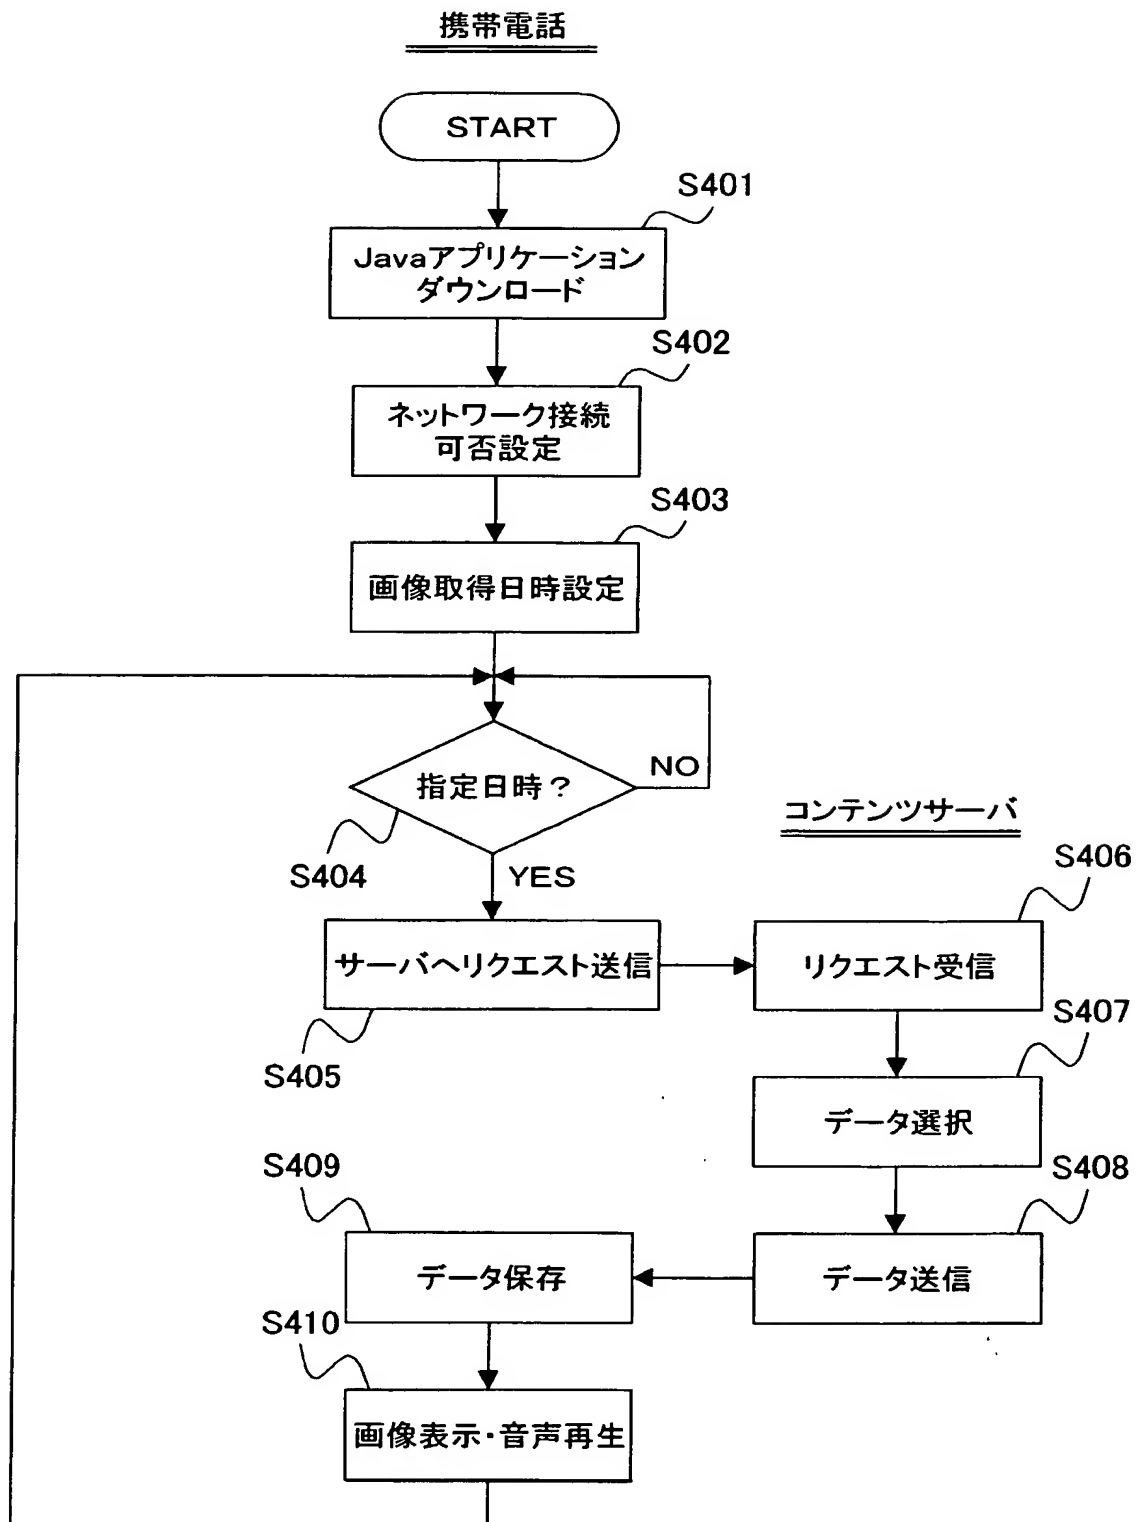 携帯電話
START
S401
Javaアプリケーション
ダウンロード
S402
ネットワーク接続
可否設定
S403
画像取得日時設定
指定日時？
NO
S404
YES
コンテンツサーバ
S406
サーバへリクエスト送信
リクエスト受信
S405
S407
データ選択
S409
S408
データ保存
データ送信
S410
画像表示・音声再生